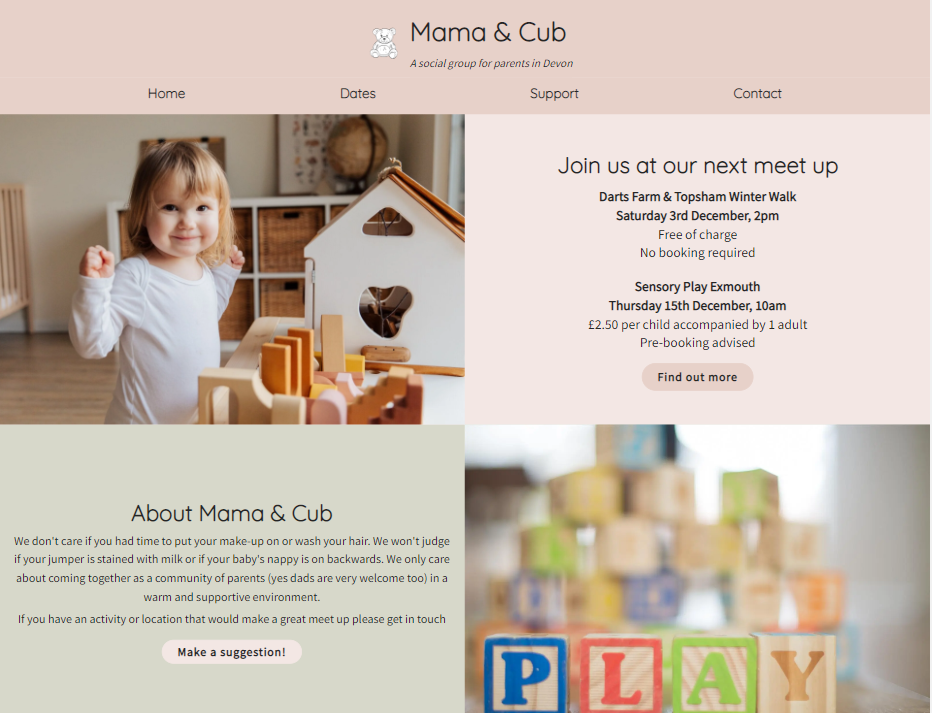 Mama & Cub
A social group for parents in Devon
Home Dates Support Contact
Join us at our next meet up
Darts Farm & Topsham Winter Walk
Saturday 3rd December, 2pm
Free of charge
No booking required
Sensory Play Exmouth
Thursday 15th December, 10am
£2.50 per child accompanied by 1 adult
Pre-booking advised
Find out more
About Mama & Cub
We don't care if you had time to put your make-up on or wash your hair. We won't judge
if your jumper is stained with milk or if your baby's nappy is on backwards. We only care
about coming together as a community of parents (yes dads are very welcome too) in a
warm and supportive environment.
If you have an activity or location that would make a great meet up please get in touch
Make a suggestion!
PLAY